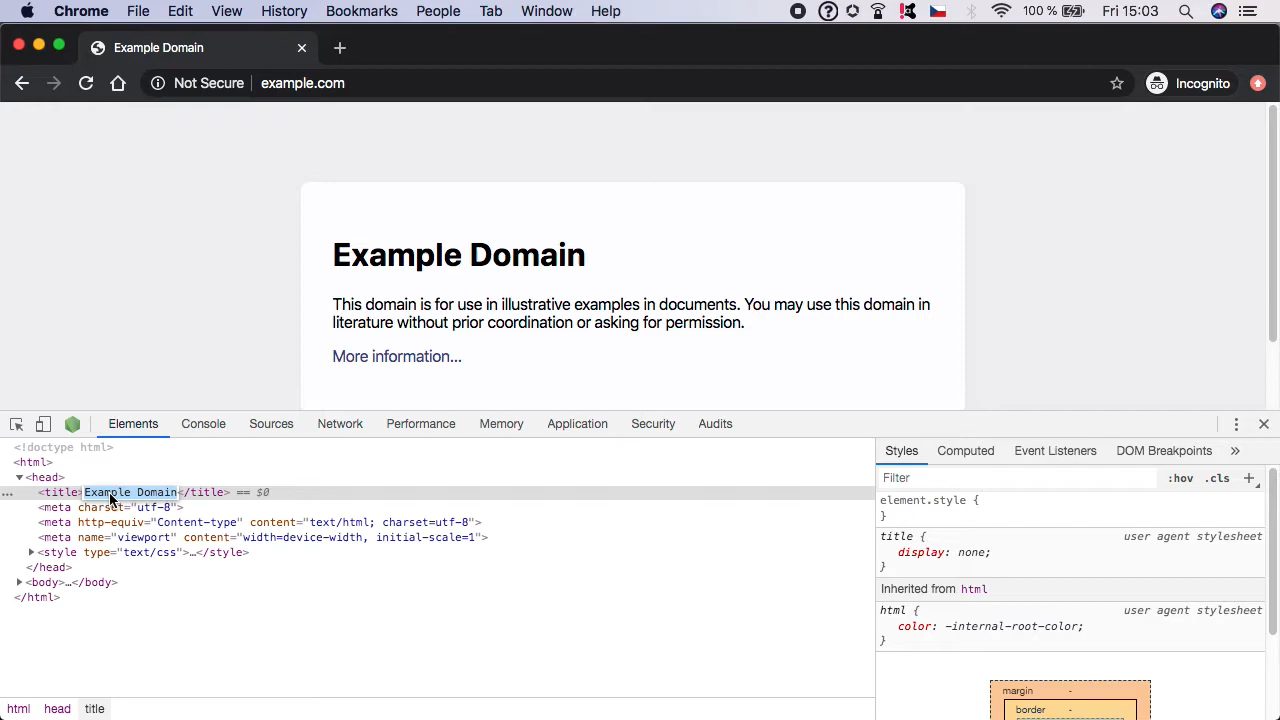 Chrome File Edit View History Bookmarks People Tab Window Help 100 % Fri 15:03
Example Domain
Not Secure example.com Incognito
Example Domain
This domain is for use in illustrative examples in documents. You may use this domain in
literature without prior coordination or asking for permission.
More information...
Elements Console Sources Network Performance Memory Application Security Audits
<!doctype html>
<html>
<head>
<title>Example Domain</title> == $0
<meta charset="utf-8">
<meta http-equiv="Content-type" content="text/html; charset=utf-8">
<meta name="viewport" content="width=device-width, initial-scale=1">
<style type="text/css">…</style>
</head>
<body>…</body>
</html>
html head title
Styles Computed Event Listeners DOM Breakpoints »
Filter :hov .cls +
element.style {
}
title { user agent stylesheet
display: none;
}
Inherited from html
html { user agent stylesheet
color: -internal-root-color;
}
margin -
border -